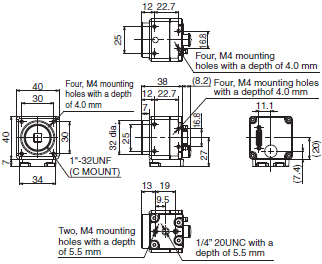 12 22.7
25
16.8
Four, M4 mounting
holes with a depth of 4.0 mm
40
30
Four, M4 mounting
holes with a depth
of 4.0 mm
40
30
7
34
1"-32UNF
(C MOUNT)
38
(8.2)
12 22.7
7
Four, M4 mounting holes
with a depthof 4.0 mm
32 dia.
25
16.8
27
11.1
(20)
(7.4)
13 19
9.5
Two, M4 mounting
holes with a depth
of 5.5 mm
1/4" 20UNC with a
depth of 5.5 mm